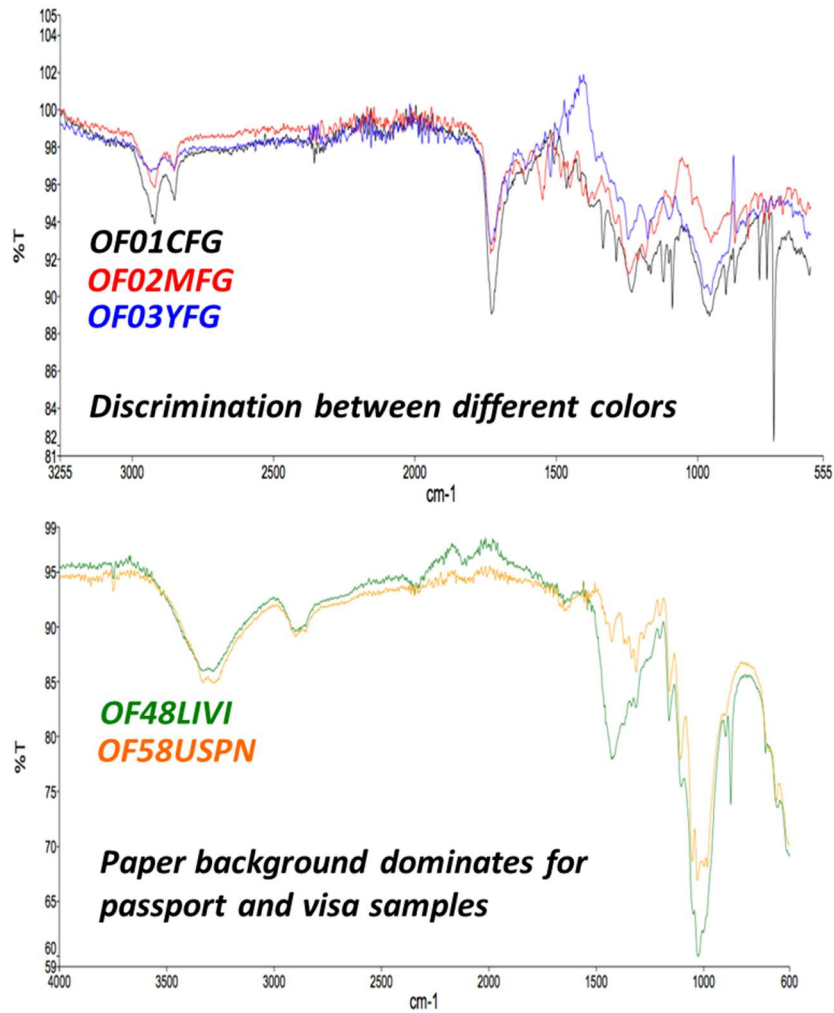 105
104
102
100
98
96
94
92
90
88
86
84
82
81
%T
OF01CFG
OF02MFG
OF03YFG
Discrimination between different colors
3255 3000 2500 2000 1500 1000 555
cm-1
99
95
90
85
80
75
70
65
60
59
%T
OF48LIVI
OF58USPN
Paper background dominates for
passport and visa samples
4000 3500 3000 2500 2000 1500 1000 600
cm-1